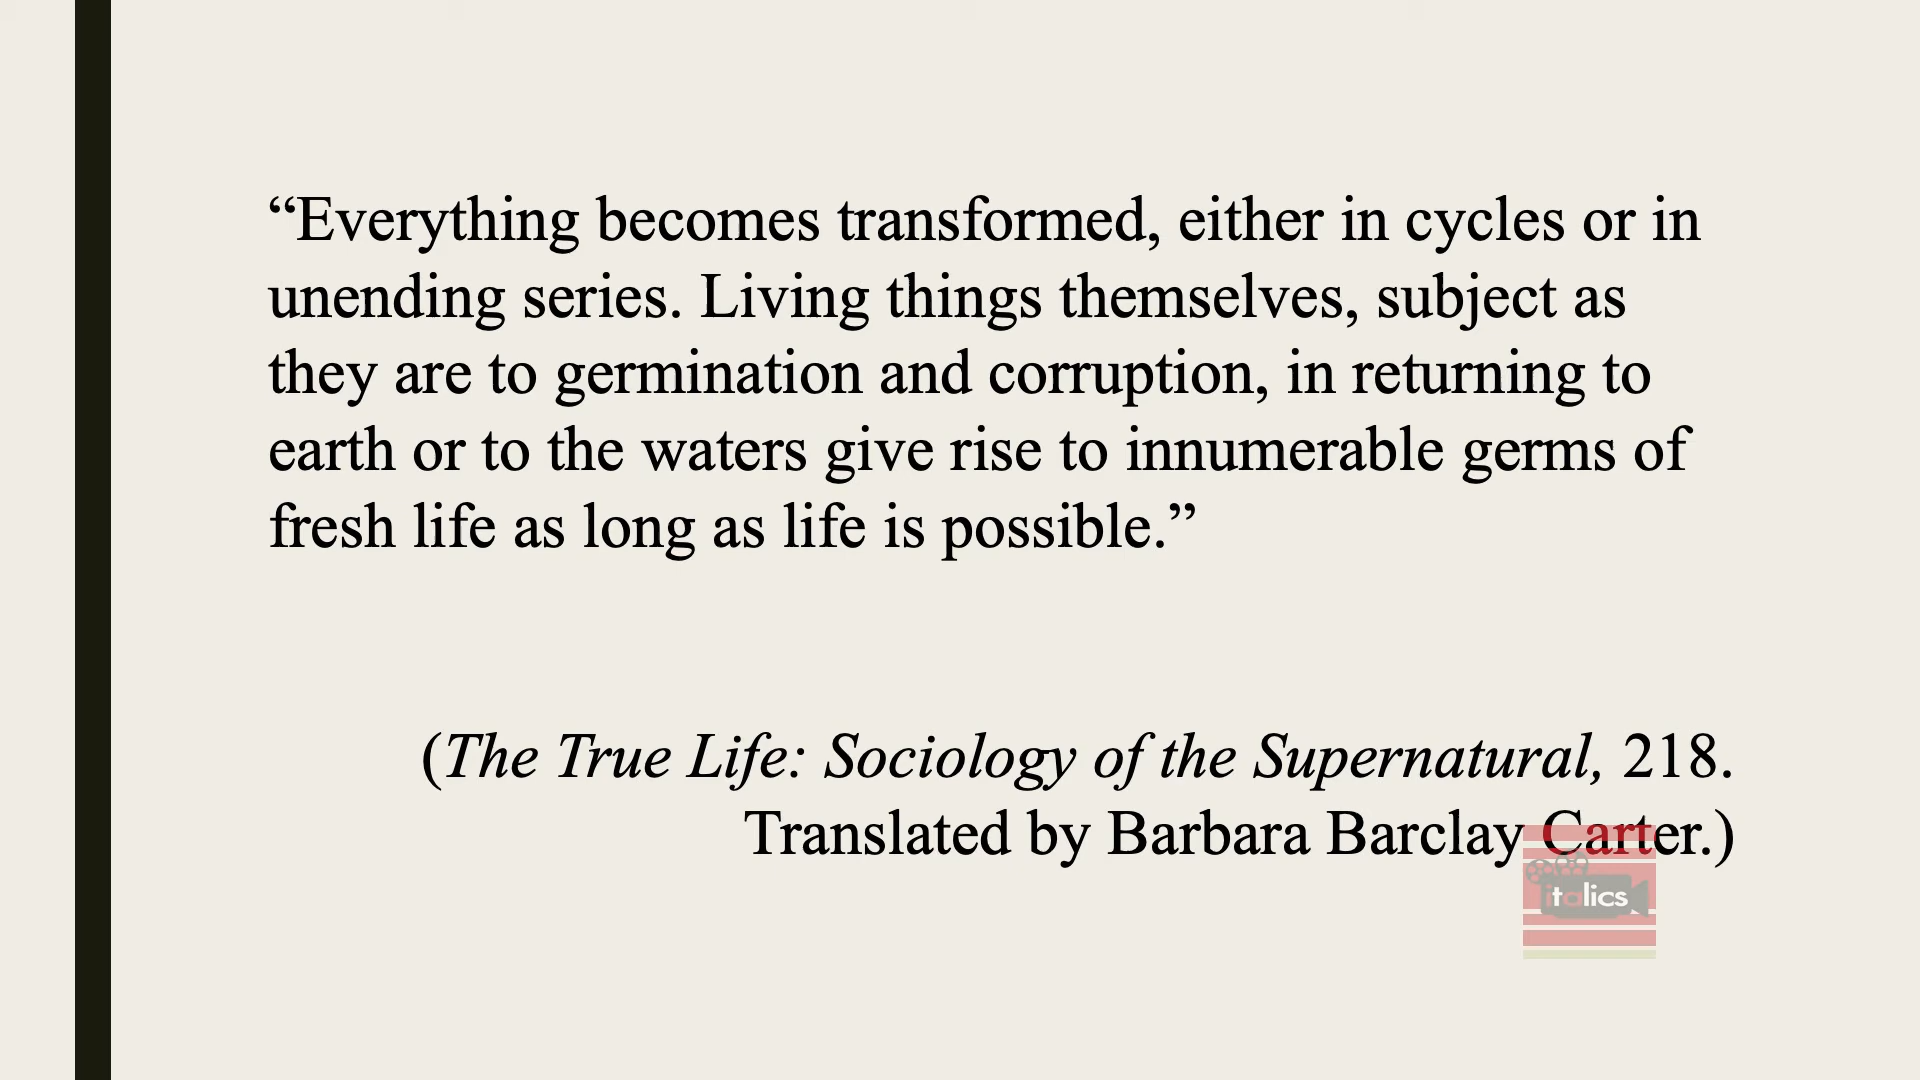 “Everything becomes transformed, either in cycles or in
unending series. Living things themselves, subject as
they are to germination and corruption, in returning to
earth or to the waters give rise to innumerable germs of
fresh life as long as life is possible.”
(The True Life: Sociology of the Supernatural, 218.
Translated by Barbara Barclay Carter.)
italics